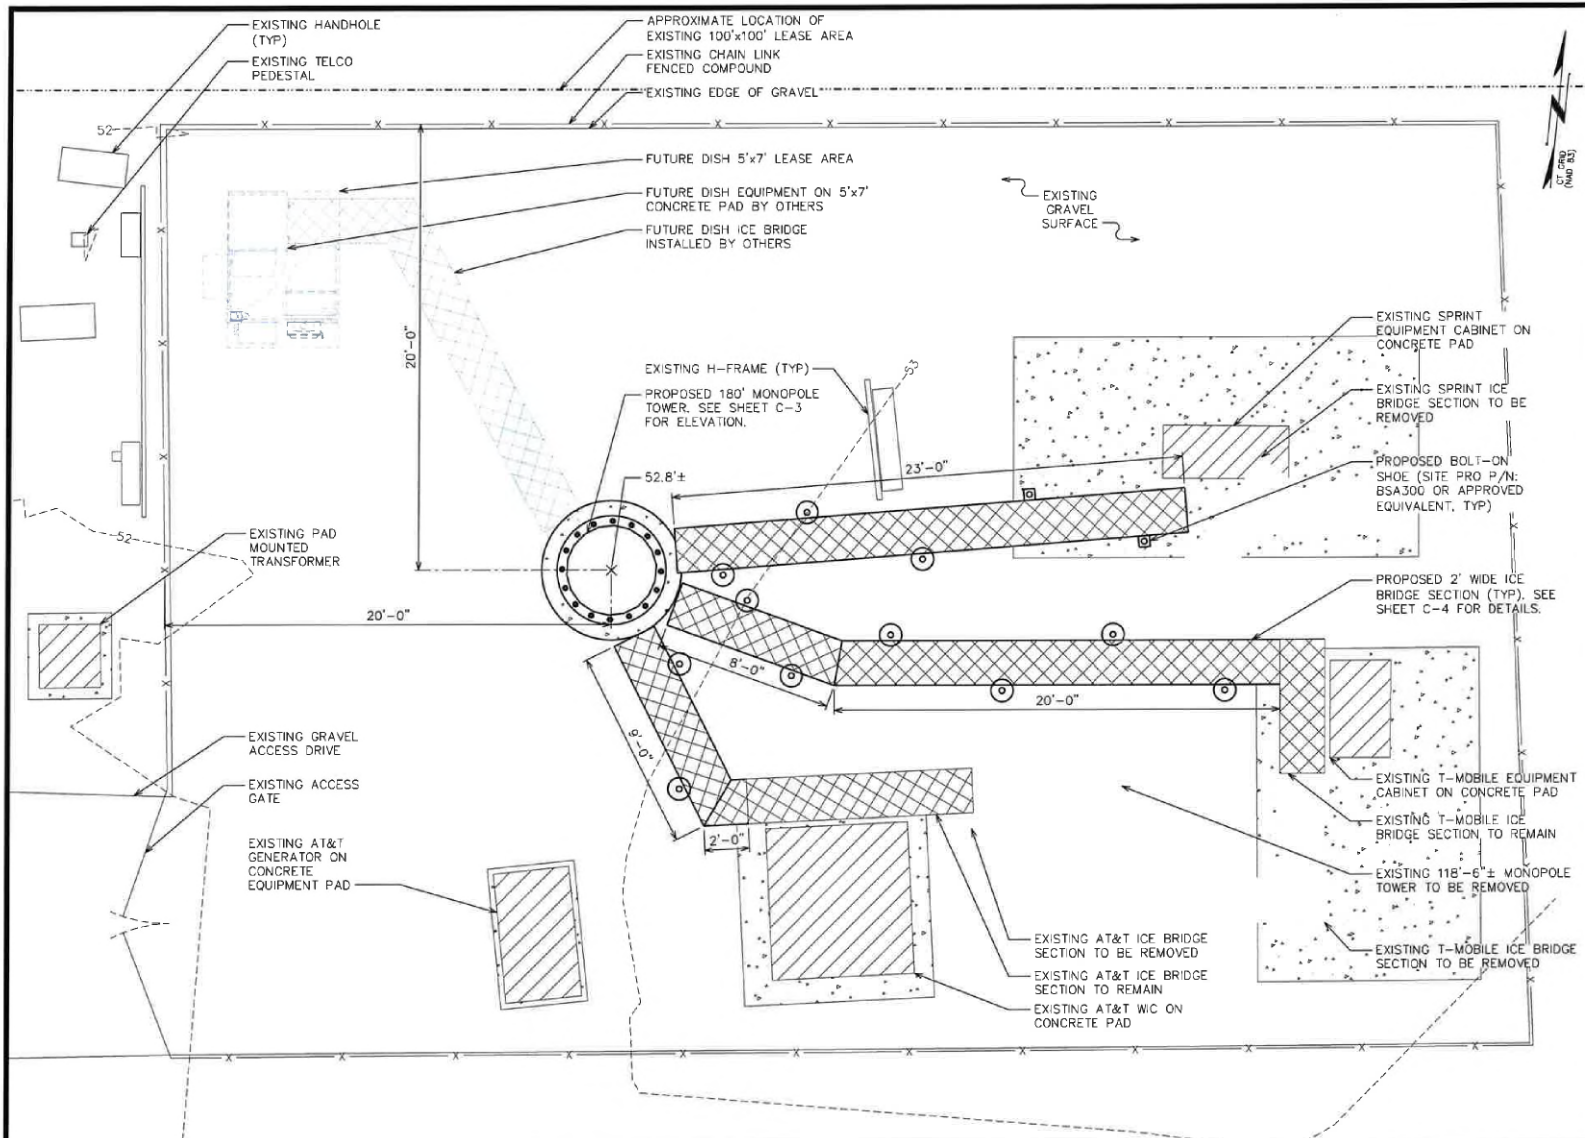 EXISTING HANDHOLE
(TYP)
EXISTING TELCO
PEDESTAL
APPROXIMATE LOCATION OF
EXISTING 100'x100' LEASE AREA
EXISTING CHAIN LINK
FENCED COMPOUND
EXISTING EDGE OF GRAVEL
52
CT GRID
(NAD 83)
FUTURE DISH 5'x7' LEASE AREA
FUTURE DISH EQUIPMENT ON 5'x7'
CONCRETE PAD BY OTHERS
FUTURE DISH ICE BRIDGE
INSTALLED BY OTHERS
EXISTING
GRAVEL
SURFACE
20'-0"
EXISTING H-FRAME (TYP)
53
PROPOSED 180' MONOPOLE
TOWER. SEE SHEET C-3
FOR ELEVATION.
52.8'±
23'-0"
EXISTING SPRINT
EQUIPMENT CABINET ON
CONCRETE PAD
EXISTING SPRINT ICE
BRIDGE SECTION TO BE
REMOVED
PROPOSED BOLT-ON
SHOE (SITE PRO P/N:
BSA300 OR APPROVED
EQUIVALENT, TYP)
52
EXISTING PAD
MOUNTED
TRANSFORMER
20'-0"
PROPOSED 2' WIDE ICE
BRIDGE SECTION (TYP). SEE
SHEET C-4 FOR DETAILS.
8'-0"
20'-0"
9'-0"
2'-0"
EXISTING GRAVEL
ACCESS DRIVE
EXISTING ACCESS
GATE
EXISTING AT&T
GENERATOR ON
CONCRETE
EQUIPMENT PAD
EXISTING T-MOBILE EQUIPMENT
CABINET ON CONCRETE PAD
EXISTING T-MOBILE ICE
BRIDGE SECTION TO REMAIN
EXISTING 118'-6"± MONOPOLE
TOWER TO BE REMOVED
EXISTING T-MOBILE ICE BRIDGE
SECTION TO BE REMOVED
EXISTING AT&T ICE BRIDGE
SECTION TO BE REMOVED
EXISTING AT&T ICE BRIDGE
SECTION TO REMAIN
EXISTING AT&T WIC ON
CONCRETE PAD